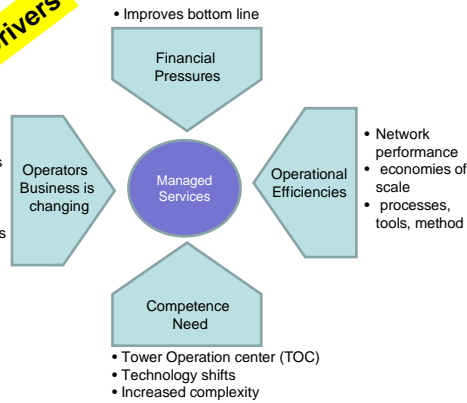 rivers
• Improves bottom line
Financial
Pressures
Operators
Business is
changing
s
s
Managed
Services
Operational
Efficiencies
• Network
performance
• economies of
scale
• processes,
tools, method
Competence
Need
• Tower Operation center (TOC)
• Technology shifts
• Increased complexity